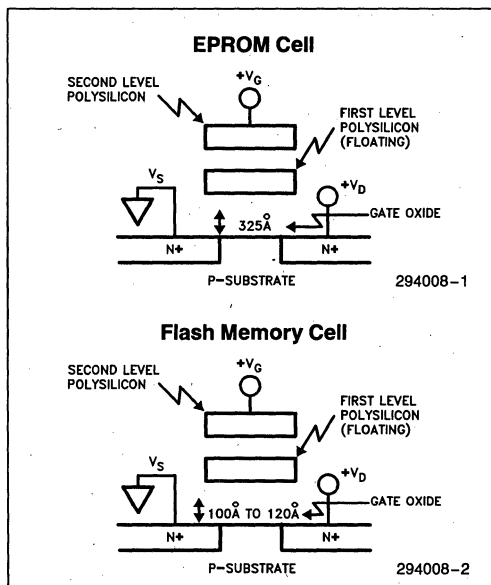 EPROM Cell
SECOND LEVEL
POLYSILICON
+VG
FIRST LEVEL
POLYSILICON
(FLOATING)
VS
+VD
325Å
GATE OXIDE
N+
N+
P-SUBSTRATE
294008-1
Flash Memory Cell
SECOND LEVEL
POLYSILICON
+VG
FIRST LEVEL
POLYSILICON
(FLOATING)
VS
+VD
100Å TO 120Å
GATE OXIDE
N+
N+
P-SUBSTRATE
294008-2